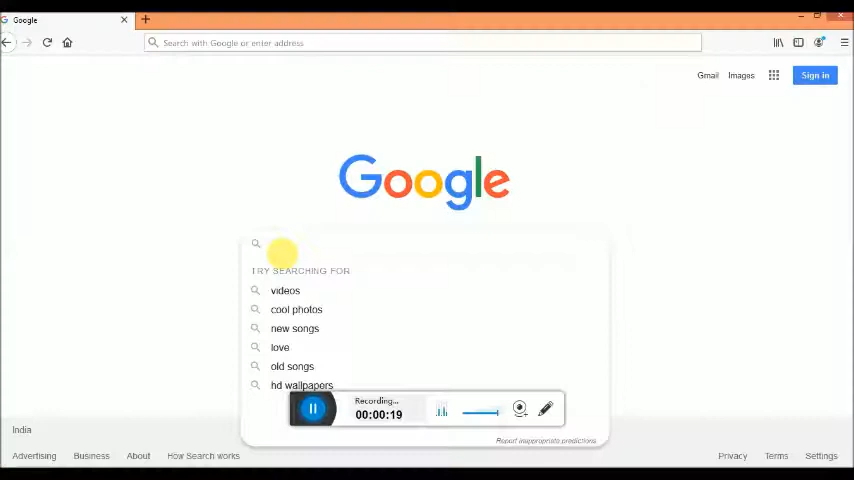 Google
Search with Google or enter address
Gmail Images Sign in
Google
TRY SEARCHING FOR
videos
cool photos
new songs
love
old songs
hd wallpapers
Recording...
00:00:19
Report inappropriate predictions
India
Advertising Business About How Search works Privacy Terms Settings